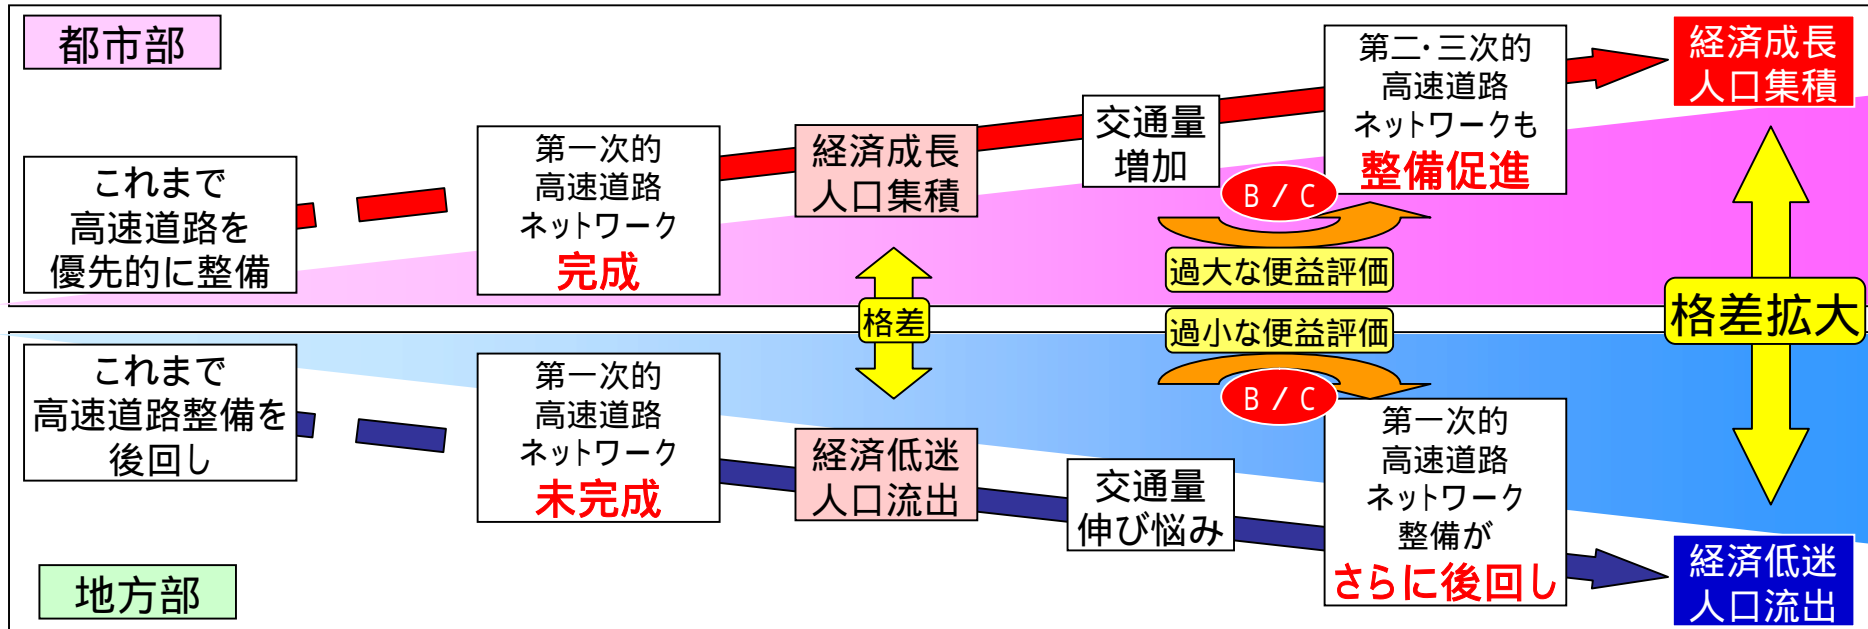 都市部
これまで
高速道路を
優先的に整備
第一次的
高速道路
ネットワーク
完成
経済成長
人口集積
交通量
増加
B / C
過大な便益評価
第二・三次的
高速道路
ネットワークも
整備促進
経済成長
人口集積
格差
格差拡大
地方部
これまで
高速道路整備を
後回し
第一次的
高速道路
ネットワーク
未完成
経済低迷
人口流出
交通量
伸び悩み
過小な便益評価
B / C
第一次的
高速道路
ネットワーク
整備が
さらに後回し
経済低迷
人口流出